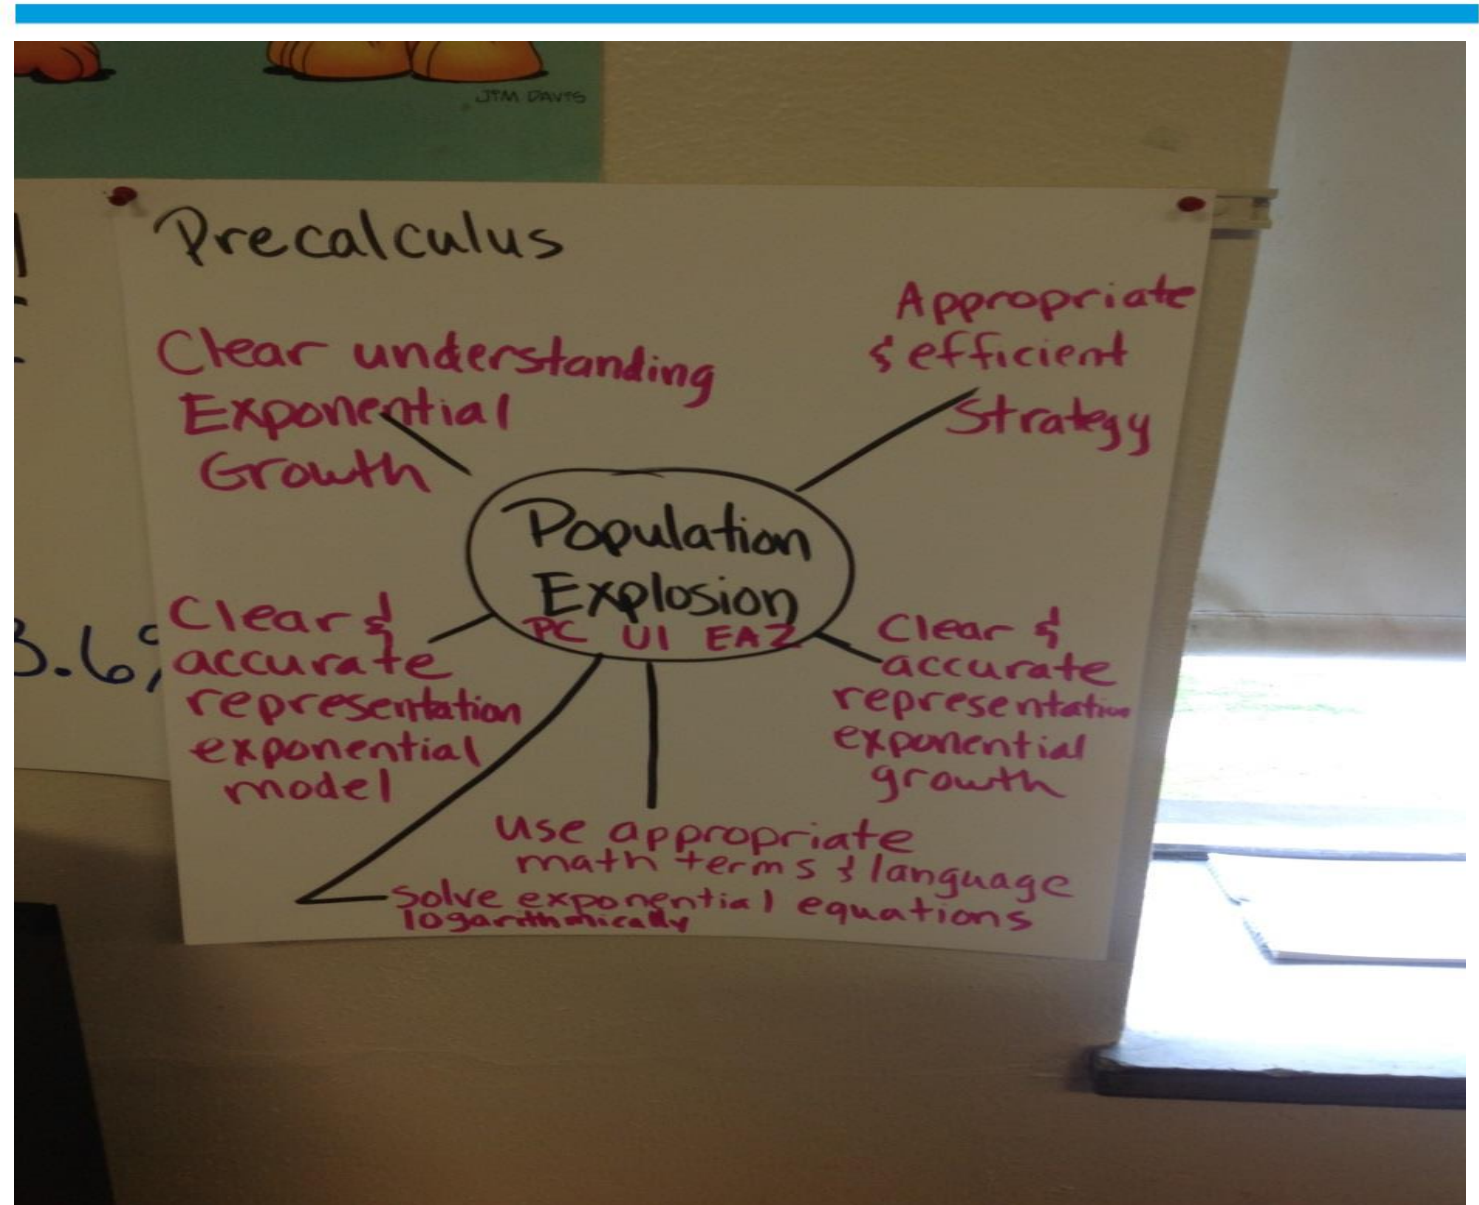 JIM DAVIS
Precalculus
Clear understanding
Exponential
Growth
Appropriate
& efficient
Strategy
Population
Explosion
PC U1 EA2
Clear &
accurate
representation
exponential
model
Clear &
accurate
representation
exponential
growth
use appropriate
math terms & language
solve exponential equations
logarithmically
3.6%